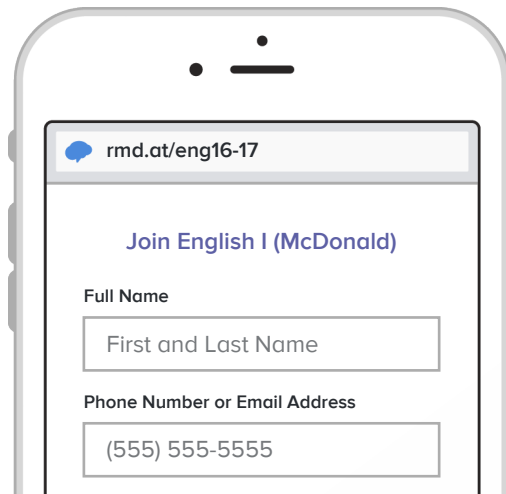 rmd.at/eng16-17
Join English I (McDonald)
Full Name
First and Last Name
Phone Number or Email Address
(555) 555-5555